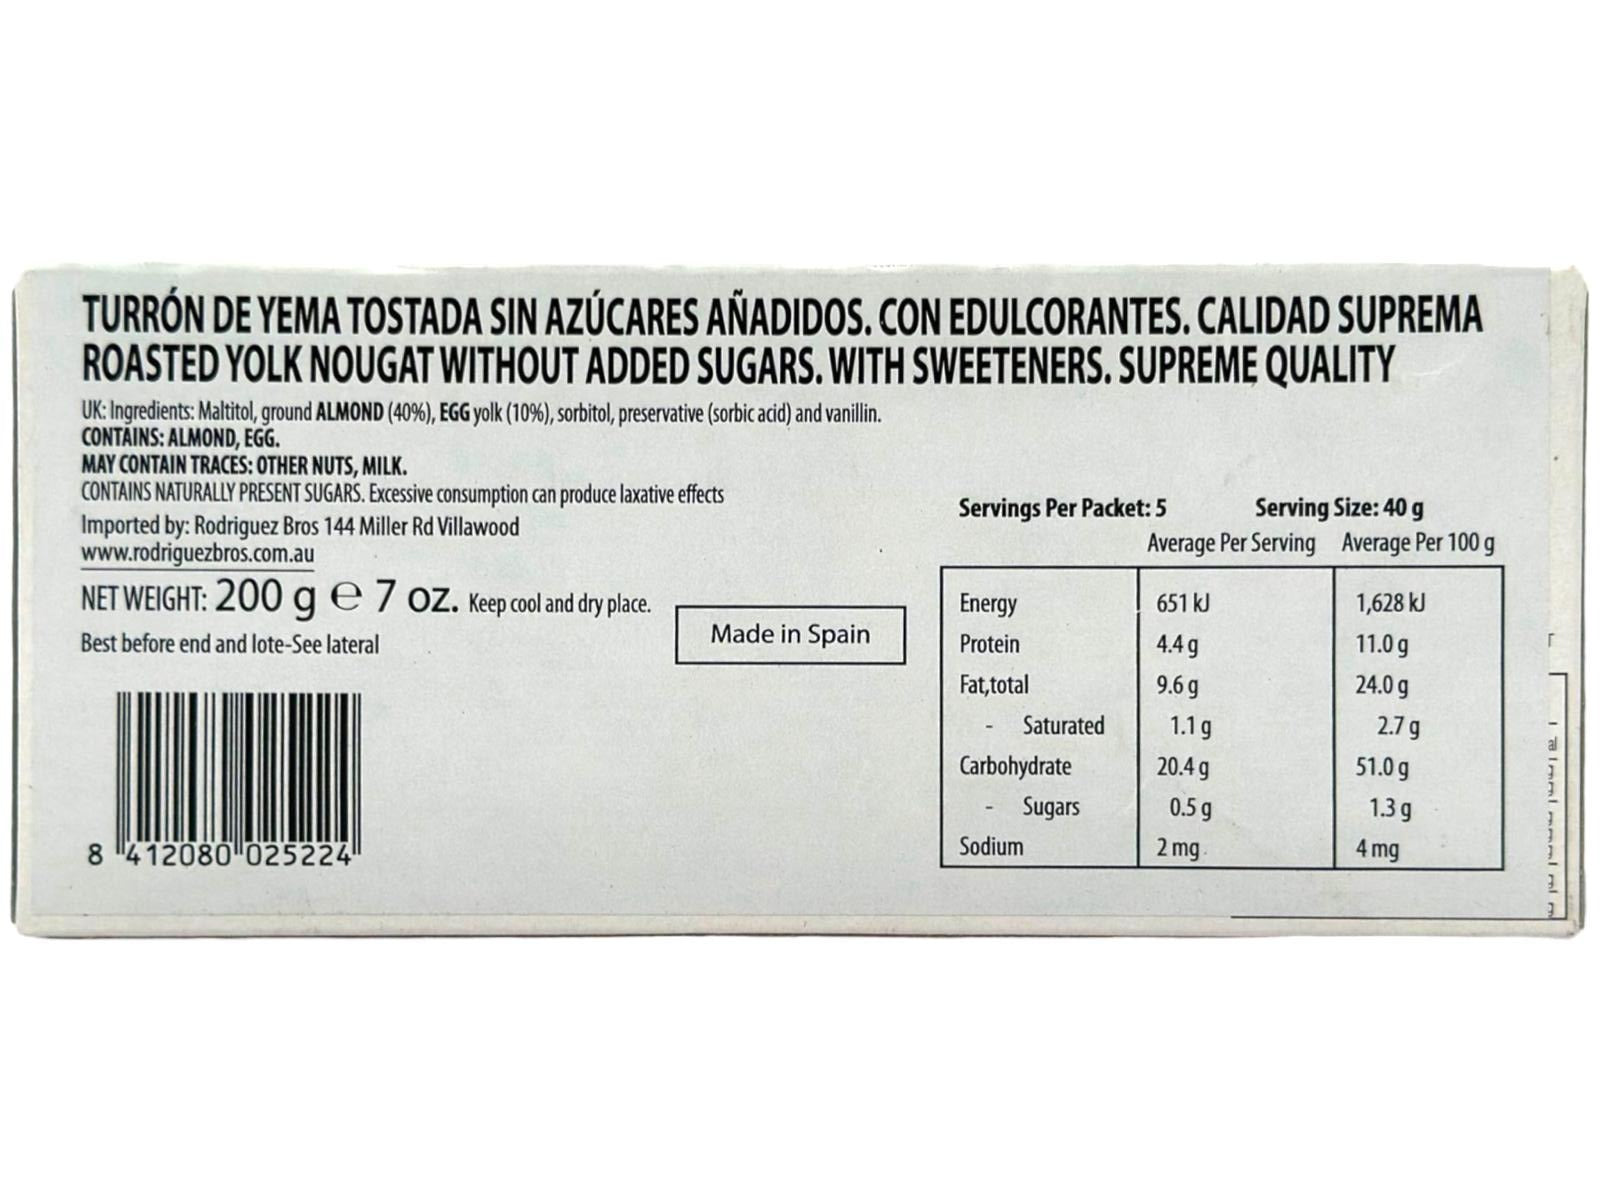 TURRÓN DE YEMA TOSTADA SIN AZÚCARES AÑADIDOS. CON EDULCORANTES. CALIDAD SUPREMA
ROASTED YOLK NOUGAT WITHOUT ADDED SUGARS. WITH SWEETENERS. SUPREME QUALITY
UK: Ingredients: Maltitol, ground ALMOND (40%), EGG yolk (10%), sorbitol, preservative (sorbic acid) and vanillin.
CONTAINS: ALMOND, EGG.
MAY CONTAIN TRACES: OTHER NUTS, MILK.
CONTAINS NATURALLY PRESENT SUGARS. Excessive consumption can produce laxative effects
Imported by: Rodriguez Bros 144 Miller Rd Villawood
www.rodriguezbros.com.au
NET WEIGHT: 200 g e 7 oz. Keep cool and dry place.
Best before end and lote-See lateral
Made in Spain
8 412080 025224
Servings Per Packet: 5 Serving Size: 40 g
Average Per Serving Average Per 100 g
Energy 651 kJ 1,628 kJ
Protein 4.4 g 11.0 g
Fat,total 9.6 g 24.0 g
- Saturated 1.1 g 2.7 g
Carbohydrate 20.4 g 51.0 g
- Sugars 0.5 g 1.3 g
Sodium 2 mg 4 mg